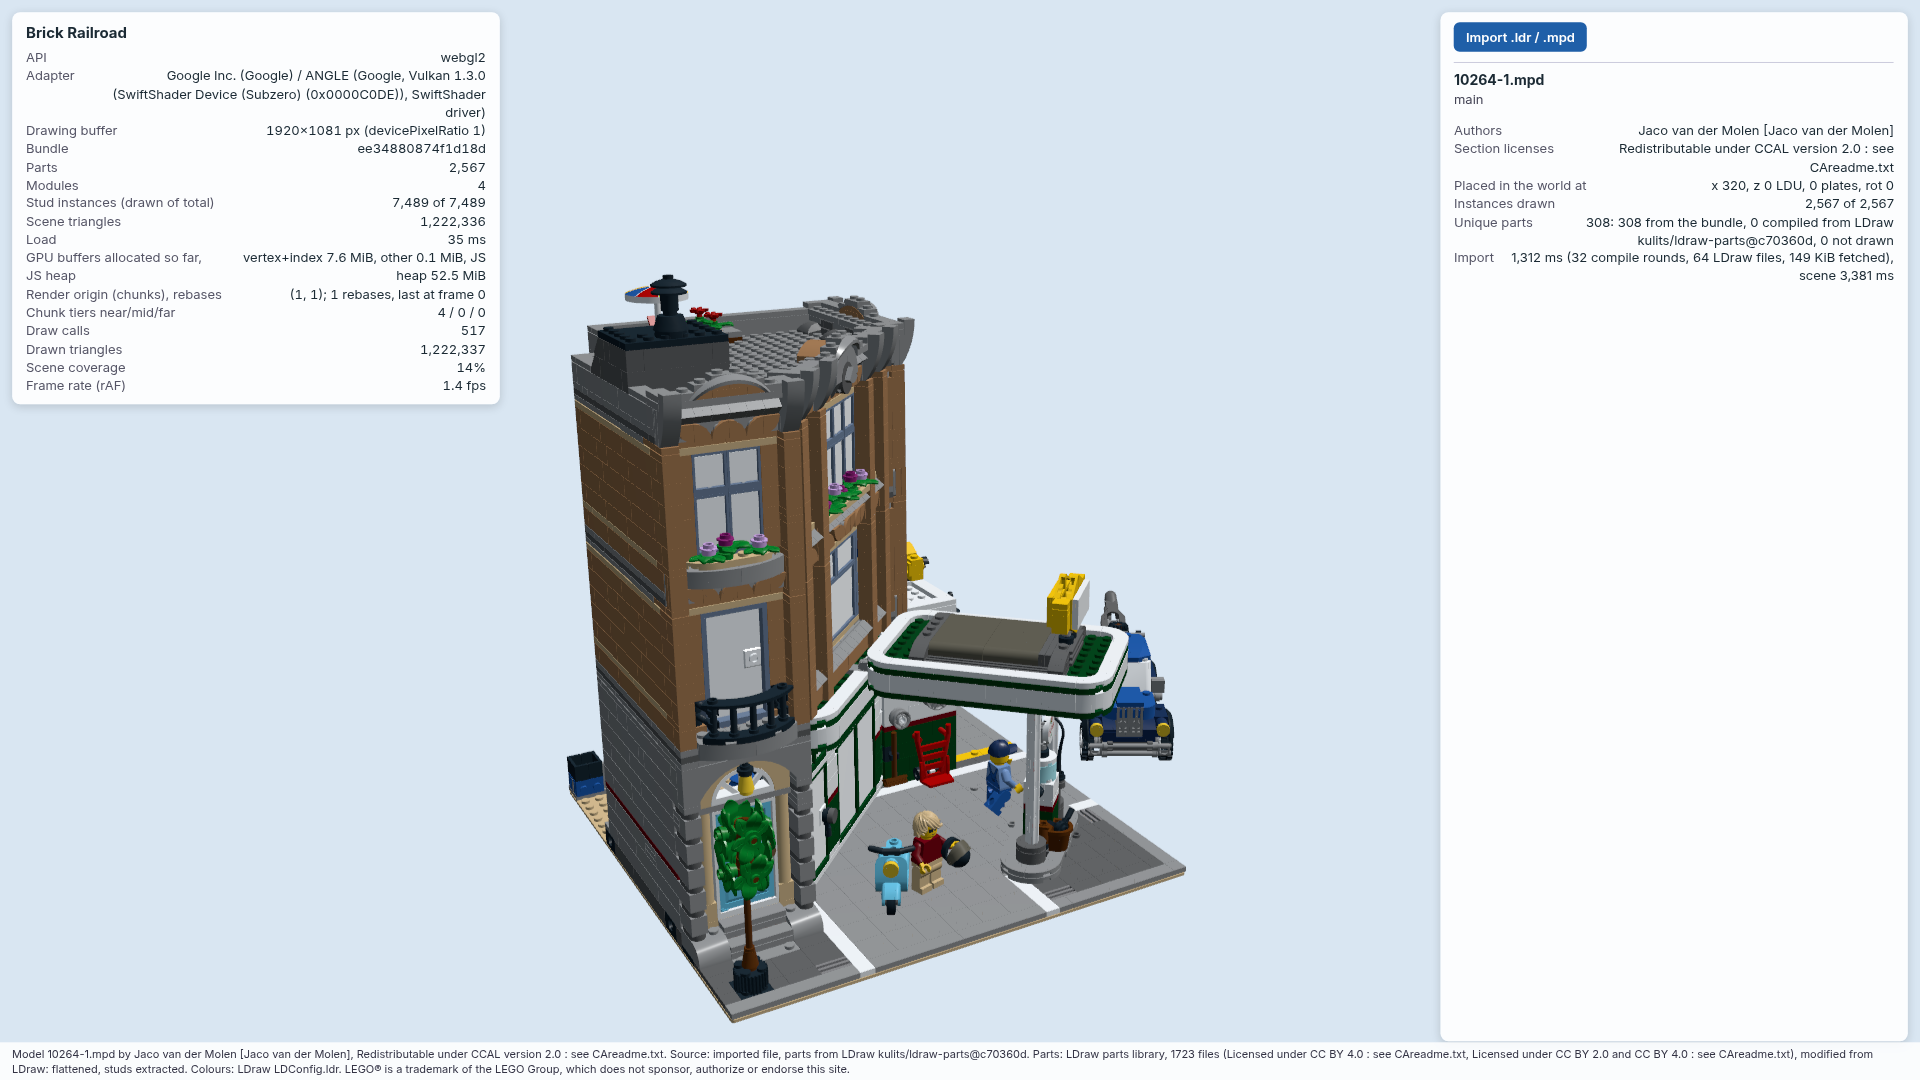 Brick Railroad
API webgl2
Adapter Google Inc. (Google) / ANGLE (Google, Vulkan 1.3.0
(SwiftShader Device (Subzero) (0x0000C0DE)), SwiftShader
driver)
Drawing buffer 1920×1081 px (devicePixelRatio 1)
Bundle ee34880874f1d18d
Parts 2,567
Modules 4
Stud instances (drawn of total) 7,489 of 7,489
Scene triangles 1,222,336
Load 35 ms
GPU buffers allocated so far, vertex+index 7.6 MiB, other 0.1 MiB, JS
JS heap heap 52.5 MiB
Render origin (chunks), rebases (1, 1); 1 rebases, last at frame 0
Chunk tiers near/mid/far 4 / 0 / 0
Draw calls 517
Drawn triangles 1,222,337
Scene coverage 14%
Frame rate (rAF) 1.4 fps
Import .ldr / .mpd
10264-1.mpd
main
Authors Jaco van der Molen [Jaco van der Molen]
Section licenses Redistributable under CCAL version 2.0 : see
CAreadme.txt
Placed in the world at x 320, z 0 LDU, 0 plates, rot 0
Instances drawn 2,567 of 2,567
Unique parts 308: 308 from the bundle, 0 compiled from LDraw
kulits/ldraw-parts@c70360d, 0 not drawn
Import 1,312 ms (32 compile rounds, 64 LDraw files, 149 KiB fetched),
scene 3,381 ms
Model 10264-1.mpd by Jaco van der Molen [Jaco van der Molen], Redistributable under CCAL version 2.0 : see CAreadme.txt. Source: imported file, parts from LDraw kulits/ldraw-parts@c70360d. Parts: LDraw parts library, 1723 files (Licensed under CC BY 4.0 : see CAreadme.txt, Licensed under CC BY 2.0 and CC BY 4.0 : see CAreadme.txt), modified from
LDraw: flattened, studs extracted. Colours: LDraw LDConfig.ldr. LEGO® is a trademark of the LEGO Group, which does not sponsor, authorize or endorse this site.